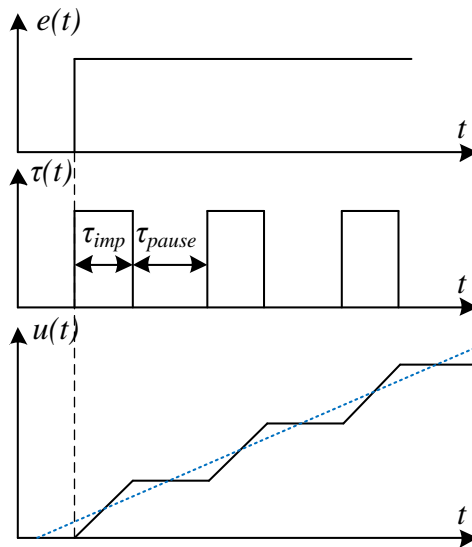 e(t)
t
τ(t)
τimp
τpause
t
u(t)
t